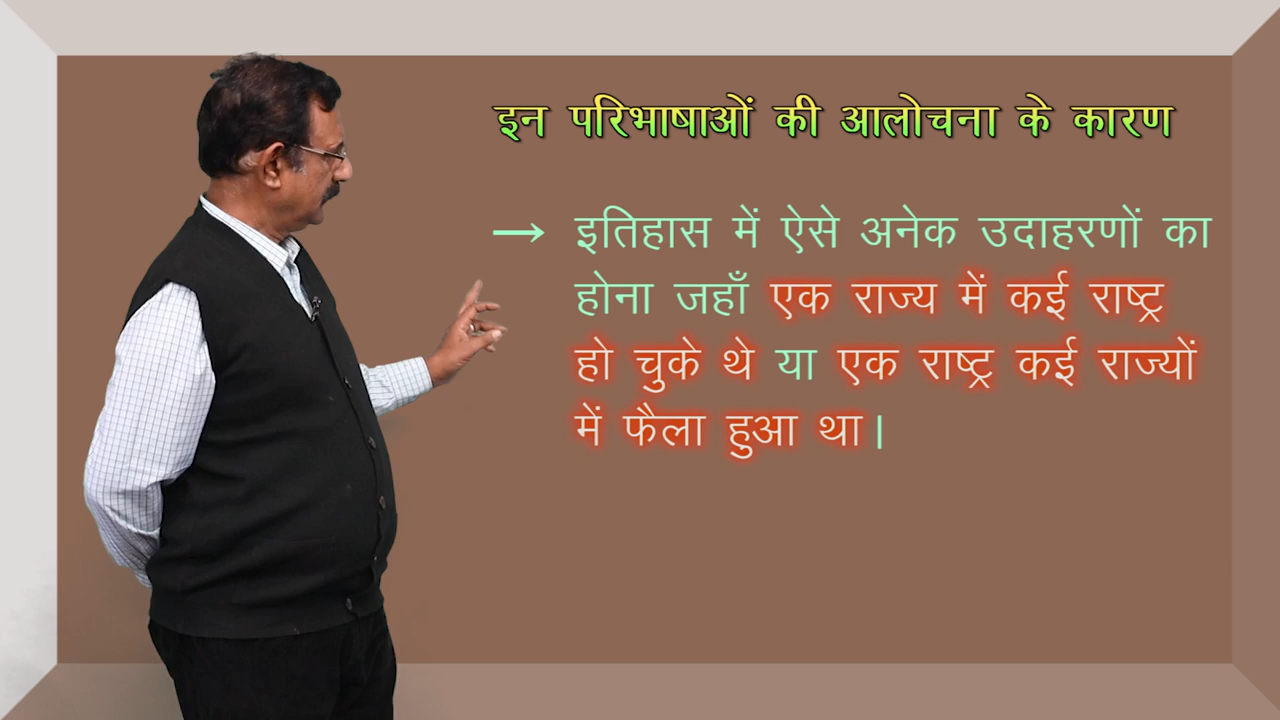 इन परिभाषाओं की आलोचना के कारण
→ इतिहास में ऐसे अनेक उदाहरणों का
होना जहाँ एक राज्य में कई राष्ट्र
हो चुके थे या एक राष्ट्र कई राज्यों
में फैला हुआ था।